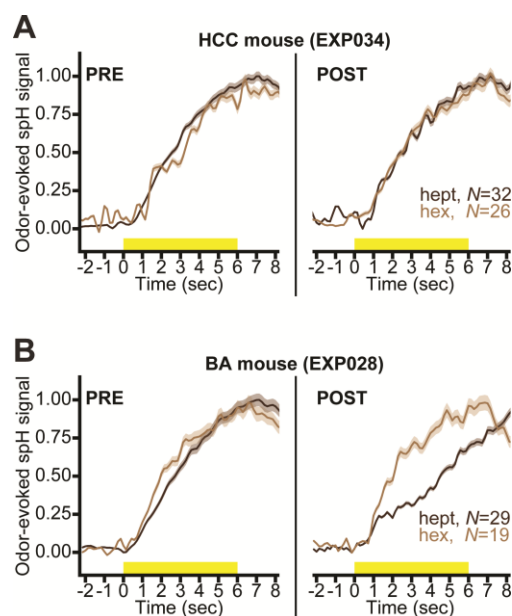 A
HCC mouse (EXP034)
PRE
POST
Odor-evoked spH signal
1.00
0.75
0.50
0.25
0.00
hept, N=32
hex, N=26
-2 -1 0 1 2 3 4 5 6 7 8
-2 -1 0 1 2 3 4 5 6 7 8
Time (sec)
Time (sec)
B
BA mouse (EXP028)
PRE
POST
Odor-evoked spH signal
1.00
0.75
0.50
0.25
0.00
hept, N=29
hex, N=19
-2 -1 0 1 2 3 4 5 6 7 8
-2 -1 0 1 2 3 4 5 6 7 8
Time (sec)
Time (sec)